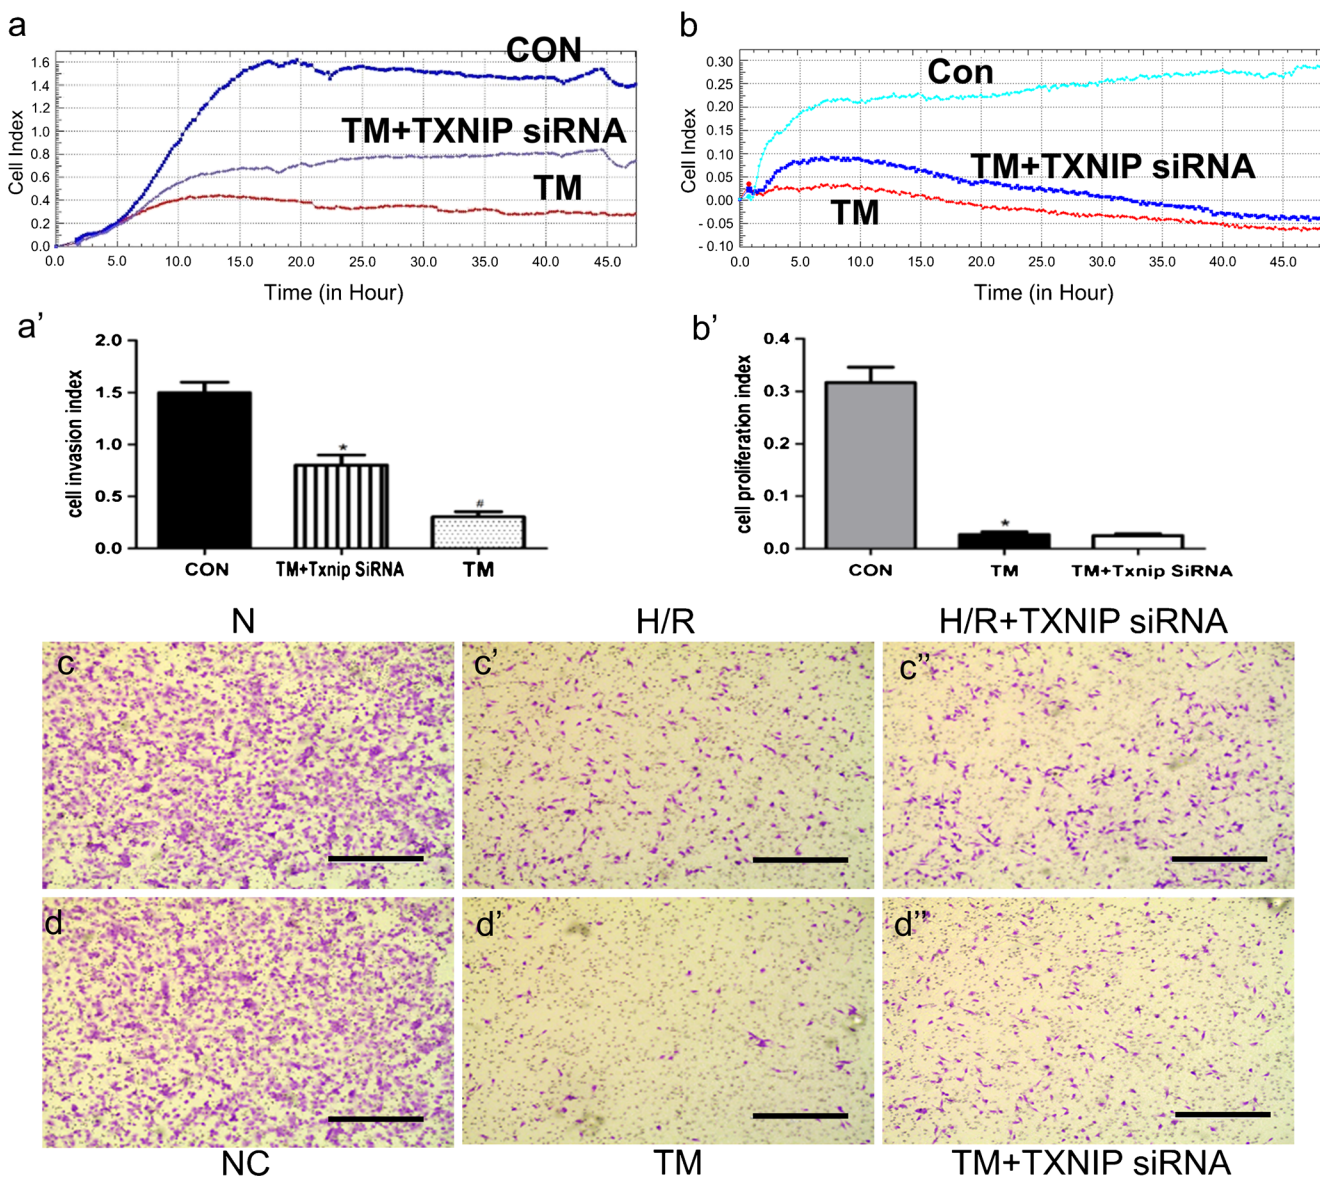 a
CON
TM+TXNIP siRNA
TM
Cell Index
1.6
1.4
1.2
1.0
0.8
0.6
0.4
0.2
0.0
0.0 5.0 10.0 15.0 20.0 25.0 30.0 35.0 40.0 45.0
Time (in Hour)
b
Con
TM+TXNIP siRNA
TM
Cell Index
0.30
0.25
0.20
0.15
0.10
0.05
0.00
-0.05
-0.10
0.0 5.0 10.0 15.0 20.0 25.0 30.0 35.0 40.0 45.0
Time (in Hour)
a’
cell invasion index
2.0
1.5
1.0
0.5
0.0
*
#
CON TM+Txnip SiRNA TM
b’
cell proliferation index
0.4
0.3
0.2
0.1
0.0
*
CON TM TM+Txnip SiRNA
N H/R H/R+TXNIP siRNA
c c’ c’’
d d’ d’’
NC TM TM+TXNIP siRNA